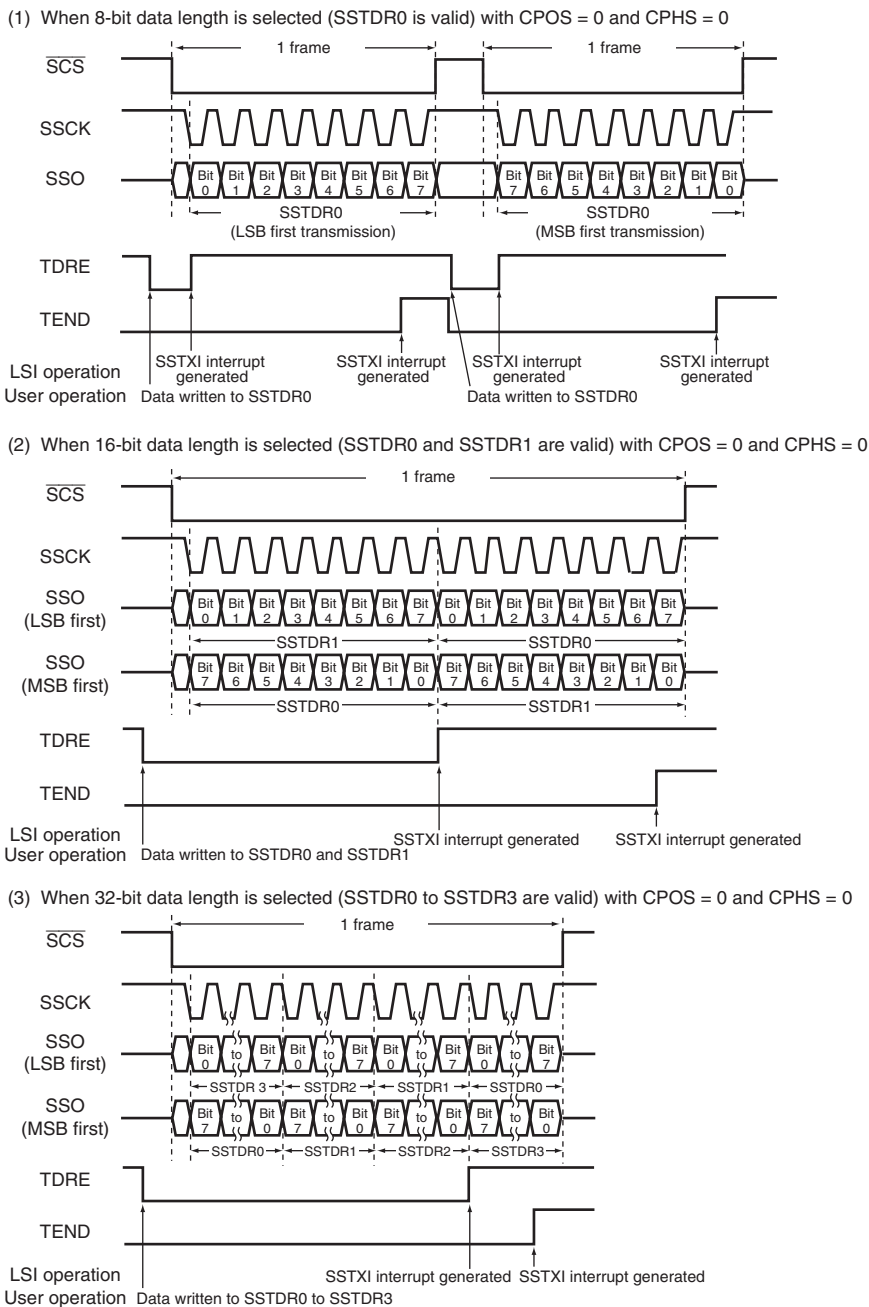 (1) When 8-bit data length is selected (SSTDR0 is valid) with CPOS = 0 and CPHS = 0
1 frame 1 frame
SCS
SSCK
SSO Bit 0 Bit 1 Bit 2 Bit 3 Bit 4 Bit 5 Bit 6 Bit 7 Bit 7 Bit 6 Bit 5 Bit 4 Bit 3 Bit 2 Bit 1 Bit 0
SSTDR0 SSTDR0
(LSB first transmission) (MSB first transmission)
TDRE
TEND
LSI operation SSTXI interrupt generated SSTXI interrupt generated SSTXI interrupt generated SSTXI interrupt generated
User operation Data written to SSTDR0 Data written to SSTDR0
(2) When 16-bit data length is selected (SSTDR0 and SSTDR1 are valid) with CPOS = 0 and CPHS = 0
1 frame
SCS
SSCK
SSO (LSB first) Bit 0 Bit 1 Bit 2 Bit 3 Bit 4 Bit 5 Bit 6 Bit 7 Bit 0 Bit 1 Bit 2 Bit 3 Bit 4 Bit 5 Bit 6 Bit 7
SSTDR1 SSTDR0
SSO (MSB first) Bit 7 Bit 6 Bit 5 Bit 4 Bit 3 Bit 2 Bit 1 Bit 0 Bit 7 Bit 6 Bit 5 Bit 4 Bit 3 Bit 2 Bit 1 Bit 0
SSTDR0 SSTDR1
TDRE
TEND
LSI operation SSTXI interrupt generated SSTXI interrupt generated
User operation Data written to SSTDR0 and SSTDR1
(3) When 32-bit data length is selected (SSTDR0 to SSTDR3 are valid) with CPOS = 0 and CPHS = 0
1 frame
SCS
SSCK
SSO (LSB first) Bit 0 to Bit 7 Bit 0 to Bit 7 Bit 0 to Bit 7 Bit 0 to Bit 7
SSTDR 3 SSTDR2 SSTDR1 SSTDR0
SSO (MSB first) Bit 7 to Bit 0 Bit 7 to Bit 0 Bit 7 to Bit 0 Bit 7 to Bit 0
SSTDR0 SSTDR1 SSTDR2 SSTDR3
TDRE
TEND
LSI operation SSTXI interrupt generated SSTXI interrupt generated
User operation Data written to SSTDR0 to SSTDR3